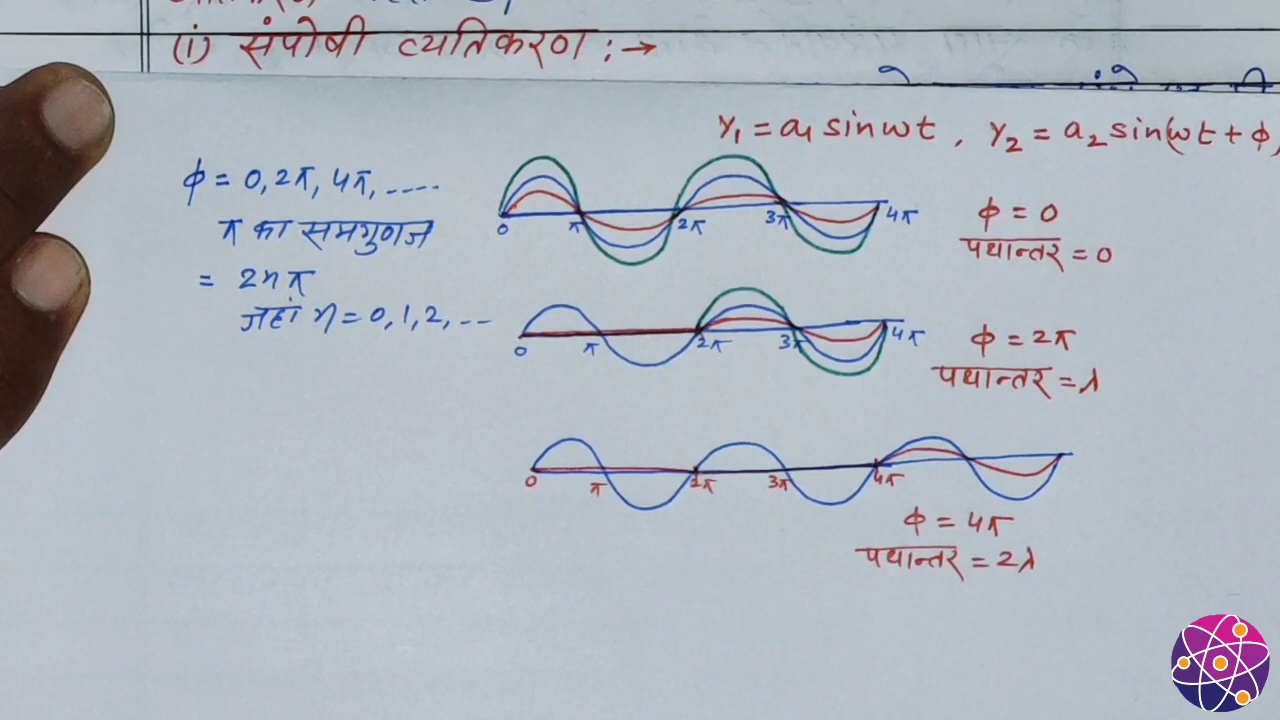 (i) संपोषी व्यतिकरण :→
Y₁ = a₁ sin ωt , Y₂ = a₂ sin(ωt + ϕ)
ϕ = 0, 2π, 4π, -----
π का समगुणज
= 2nπ
जहां n = 0, 1, 2, --
0 π 2π 3π 4π
ϕ = 0
पथान्तर = 0
0 π 2π 3π 4π
ϕ = 2π
पथान्तर = λ
0 π 2π 3π 4π
ϕ = 4π
पथान्तर = 2λ